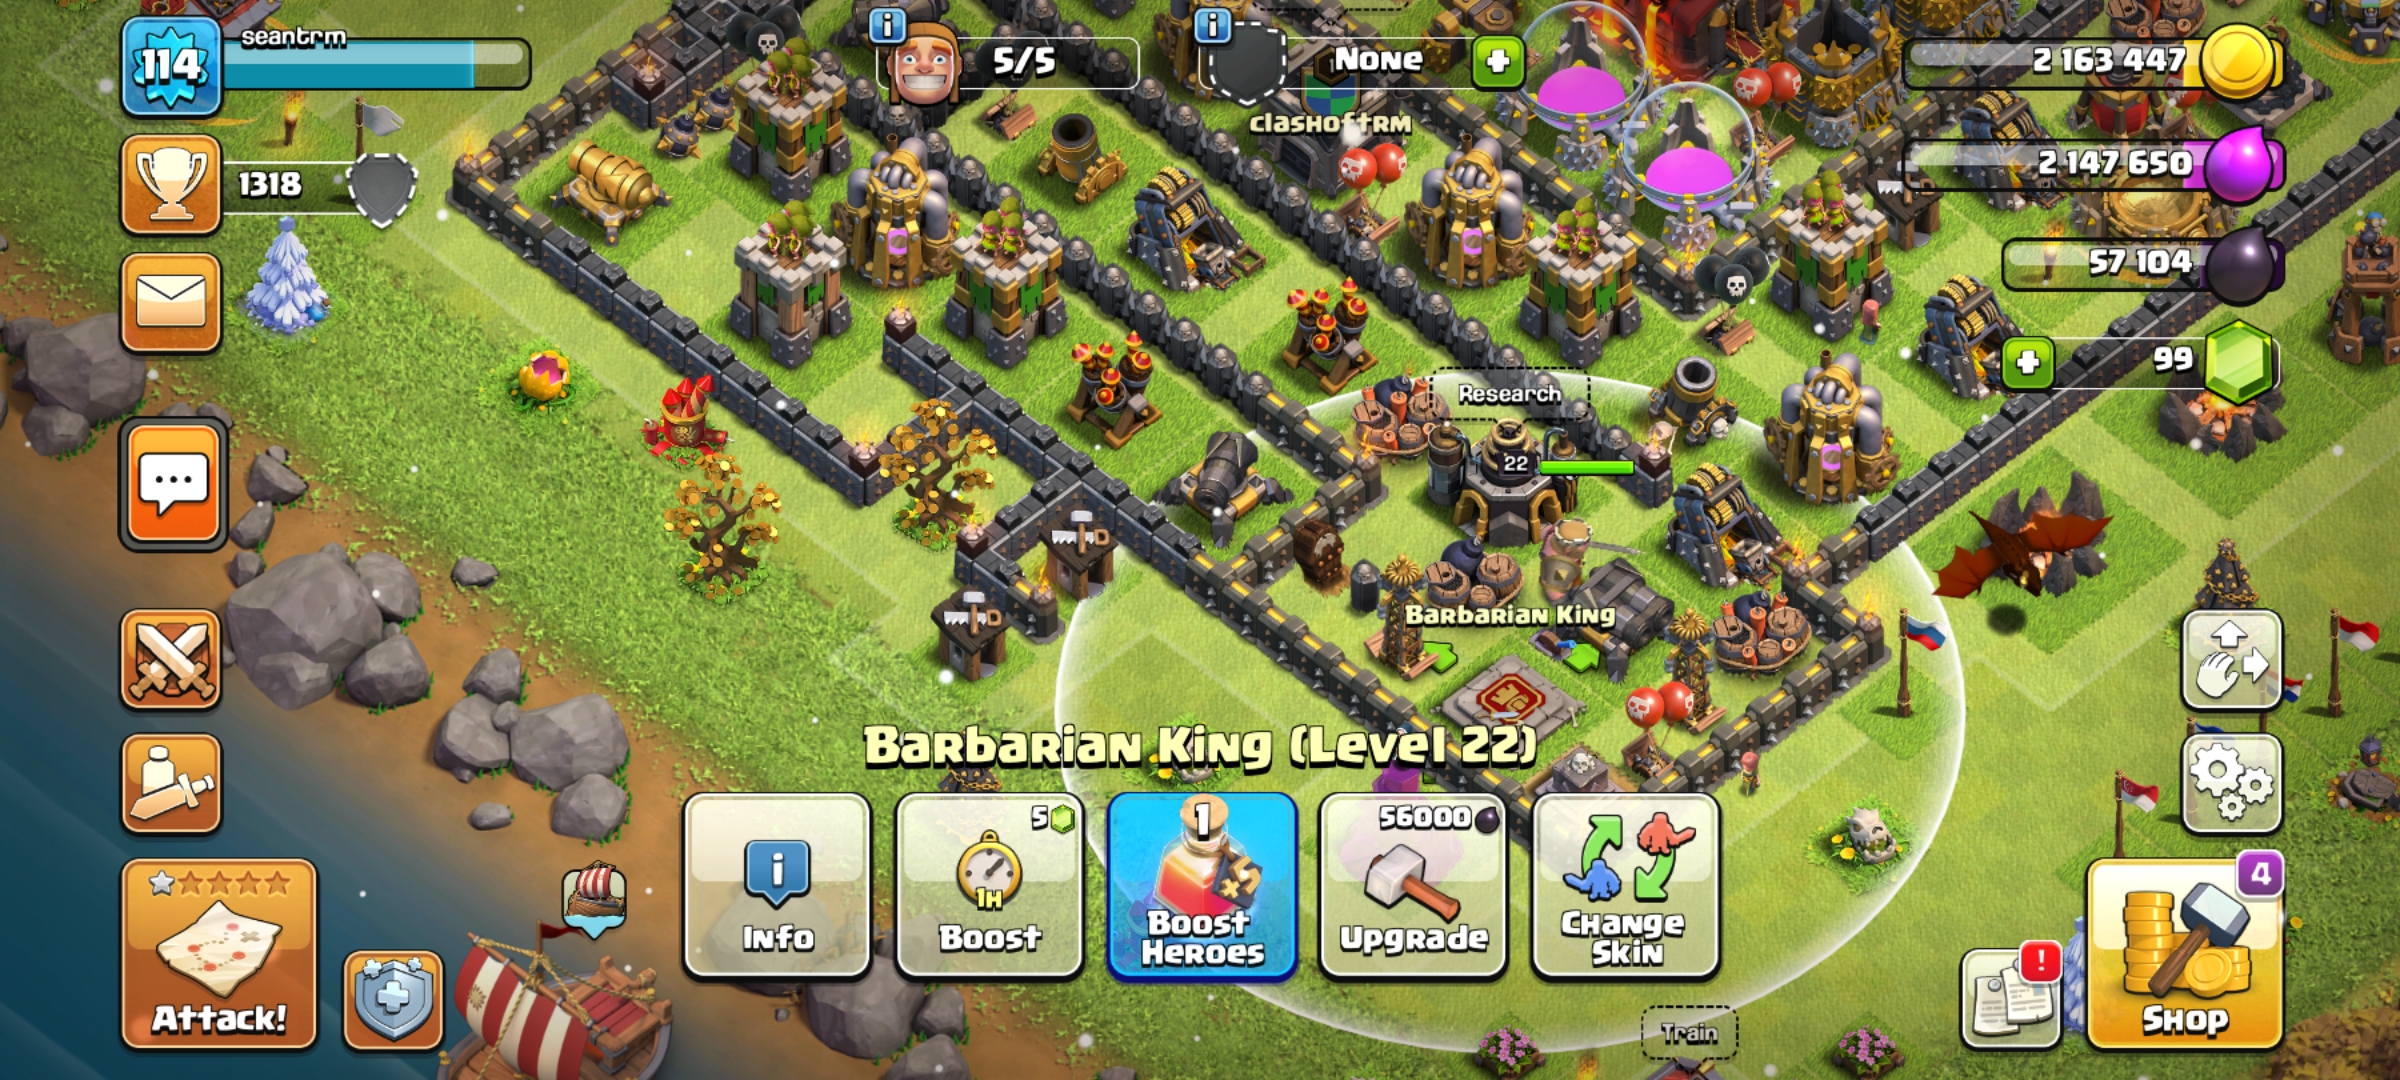 114
seantrm
5/5
None
2 163 447
clashoftrm
2 147 650
1318
57 104
99
Research
22
Barbarian King
Barbarian King (Level 22)
5
1
56000
x5
1H
Info
Boost
Boost Heroes
Upgrade
Change Skin
4
!
Attack!
Shop
Train